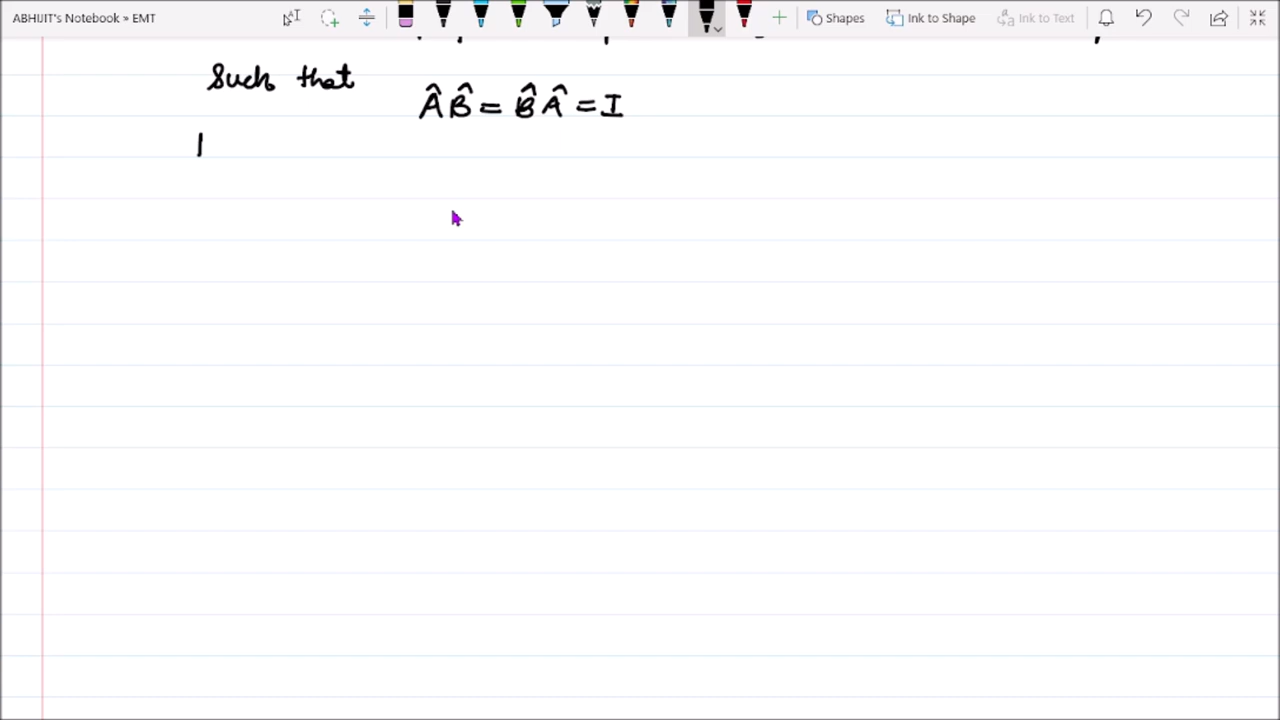 ABHIJIT's Notebook » EMT
Shapes
Ink to Shape
Ink to Text
Such that
ÂB̂ = B̂Â = I